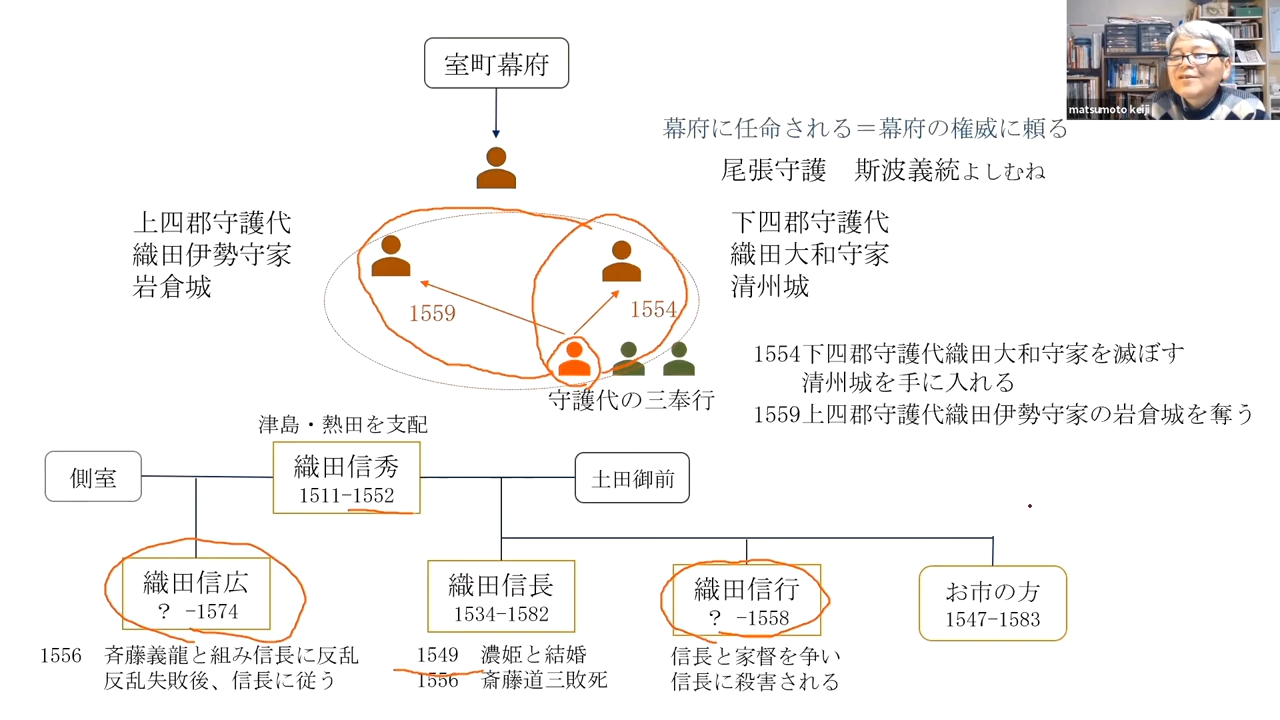 室町幕府
matsumoto keiji
幕府に任命される＝幕府の権威に頼る
尾張守護　斯波義統よしむね
上四郡守護代
織田伊勢守家
岩倉城
下四郡守護代
織田大和守家
清州城
1559
1554
守護代の三奉行
1554下四郡守護代織田大和守家を滅ぼす
清州城を手に入れる
1559上四郡守護代織田伊勢守家の岩倉城を奪う
津島・熱田を支配
側室
織田信秀
1511-1552
土田御前
織田信広
？ -1574
織田信長
1534-1582
織田信行
？ -1558
お市の方
1547-1583
1556　斉藤義龍と組み信長に反乱
反乱失敗後、信長に従う
1549　濃姫と結婚
1556　斎藤道三敗死
信長と家督を争い
信長に殺害される